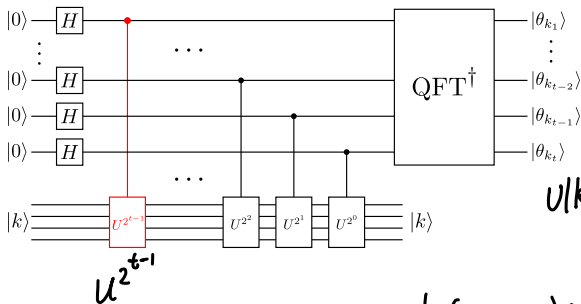 |0⟩ H |θ_{k_1}⟩
⋮ ⋯ ⋮
|0⟩ H QFT^† |θ_{k_{t-2}}⟩
|0⟩ H |θ_{k_{t-1}}⟩
|0⟩ H |θ_{k_t}⟩
⋯
|k⟩ U^{2^{t-1}} U^{2^2} U^{2^1} U^{2^0} |k⟩
U|k
U^{2^{t-1}}